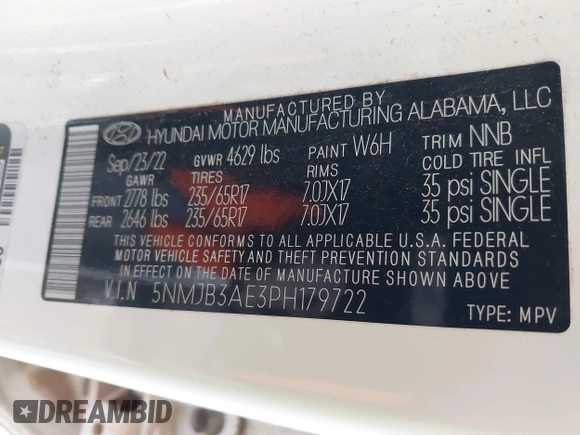 MANUFACTURED BY
HYUNDAI MOTOR MANUFACTURING ALABAMA, LLC
Sep/23/22 GVWR 4629 lbs PAINT W6H TRIM NNB
GAWR TIRES RIMS COLD TIRE INFL
FRONT 2778 lbs 235/65R17 7.0JX17 35 psi SINGLE
REAR 2646 lbs 235/65R17 7.0JX17 35 psi SINGLE
THIS VEHICLE CONFORMS TO ALL APPLICABLE U.S.A. FEDERAL
MOTOR VEHICLE SAFETY AND THEFT PREVENTION STANDARDS
IN EFFECT ON THE DATE OF MANUFACTURE SHOWN ABOVE.
V.I.N 5NMJB3AE3PH179722
TYPE: MPV
DREAMBID